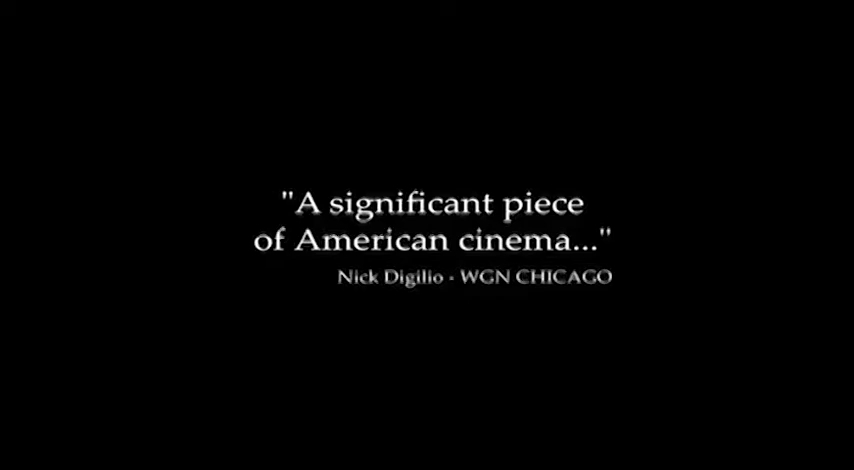 "A significant piece
of American cinema..."
Nick Digilio - WGN CHICAGO